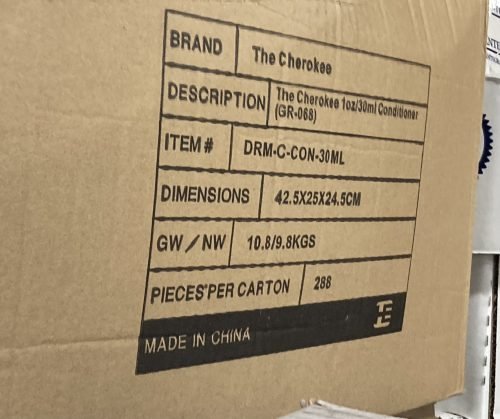 BRAND The Cherokee
DESCRIPTION The Cherokee 1oz/30ml Conditioner
(GR-068)
ITEM # DRM-C-CON-30ML
DIMENSIONS 42.5X25X24.5CM
GW/NW 10.8/9.8KGS
PIECES'PER CARTON 288
MADE IN CHINA